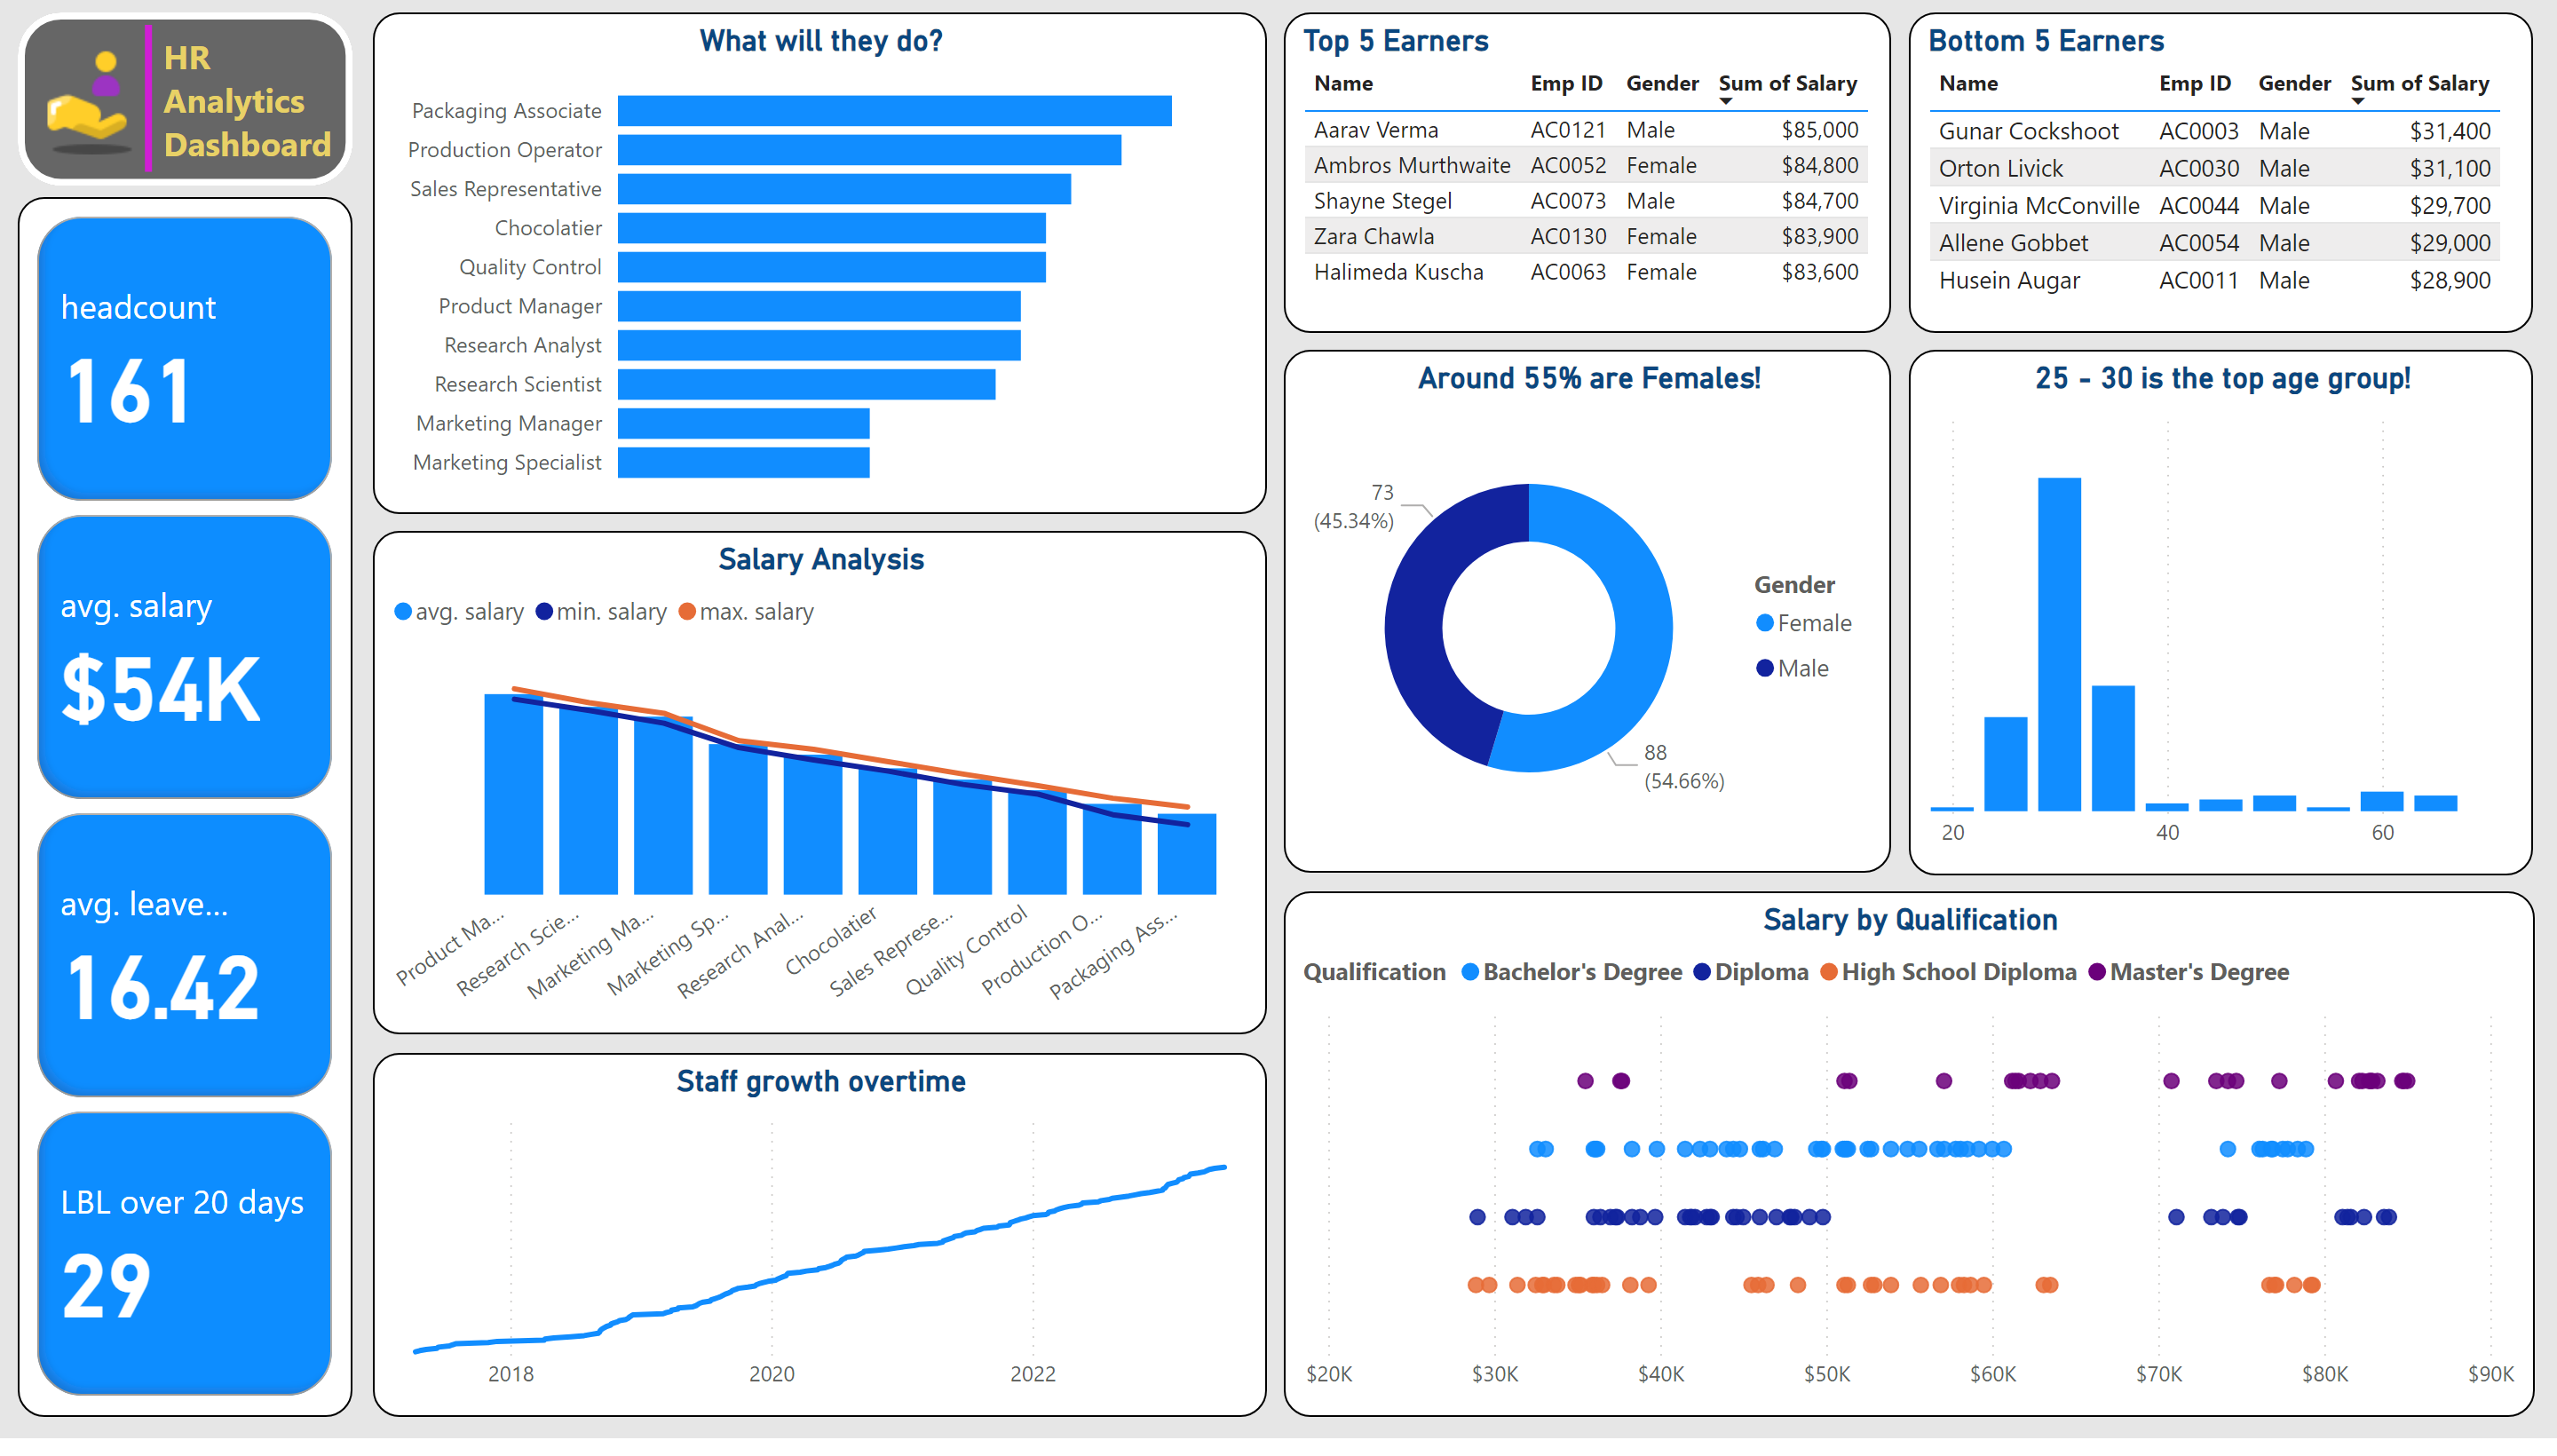 HR
Analytics
Dashboard
headcount
161
avg. salary
$54K
avg. leave...
16.42
LBL over 20 days
29
What will they do?
Packaging Associate
Production Operator
Sales Representative
Chocolatier
Quality Control
Product Manager
Research Analyst
Research Scientist
Marketing Manager
Marketing Specialist
Salary Analysis
avg. salary min. salary max. salary
Product Ma...
Research Scie...
Marketing Ma...
Marketing Sp...
Research Anal...
Chocolatier
Sales Represe...
Quality Control
Production O...
Packaging Ass...
Staff growth overtime
2018 2020 2022
Top 5 Earners
Name Emp ID Gender Sum of Salary
Aarav Verma AC0121 Male $85,000
Ambros Murthwaite AC0052 Female $84,800
Shayne Stegel AC0073 Male $84,700
Zara Chawla AC0130 Female $83,900
Halimeda Kuscha AC0063 Female $83,600
Bottom 5 Earners
Name Emp ID Gender Sum of Salary
Gunar Cockshoot AC0003 Male $31,400
Orton Livick AC0030 Male $31,100
Virginia McConville AC0044 Male $29,700
Allene Gobbet AC0054 Male $29,000
Husein Augar AC0011 Male $28,900
Around 55% are Females!
73
(45.34%)
88
(54.66%)
Gender
Female
Male
25 - 30 is the top age group!
20 40 60
Salary by Qualification
Qualification Bachelor's Degree Diploma High School Diploma Master's Degree
$20K $30K $40K $50K $60K $70K $80K $90K